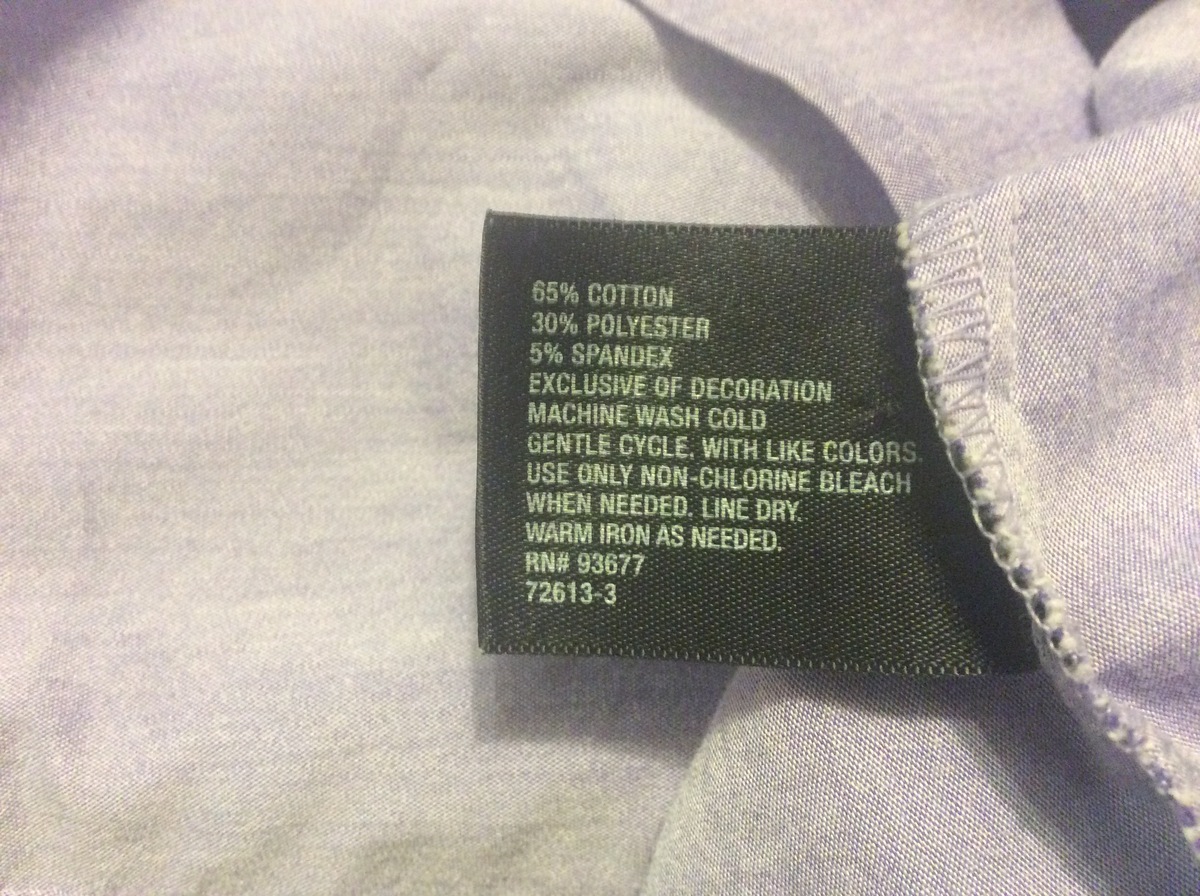 65% COTTON
30% POLYESTER
5% SPANDEX
EXCLUSIVE OF DECORATION
MACHINE WASH COLD
GENTLE CYCLE. WITH LIKE COLORS.
USE ONLY NON-CHLORINE BLEACH
WHEN NEEDED. LINE DRY.
WARM IRON AS NEEDED.
RN# 93677
72613-3